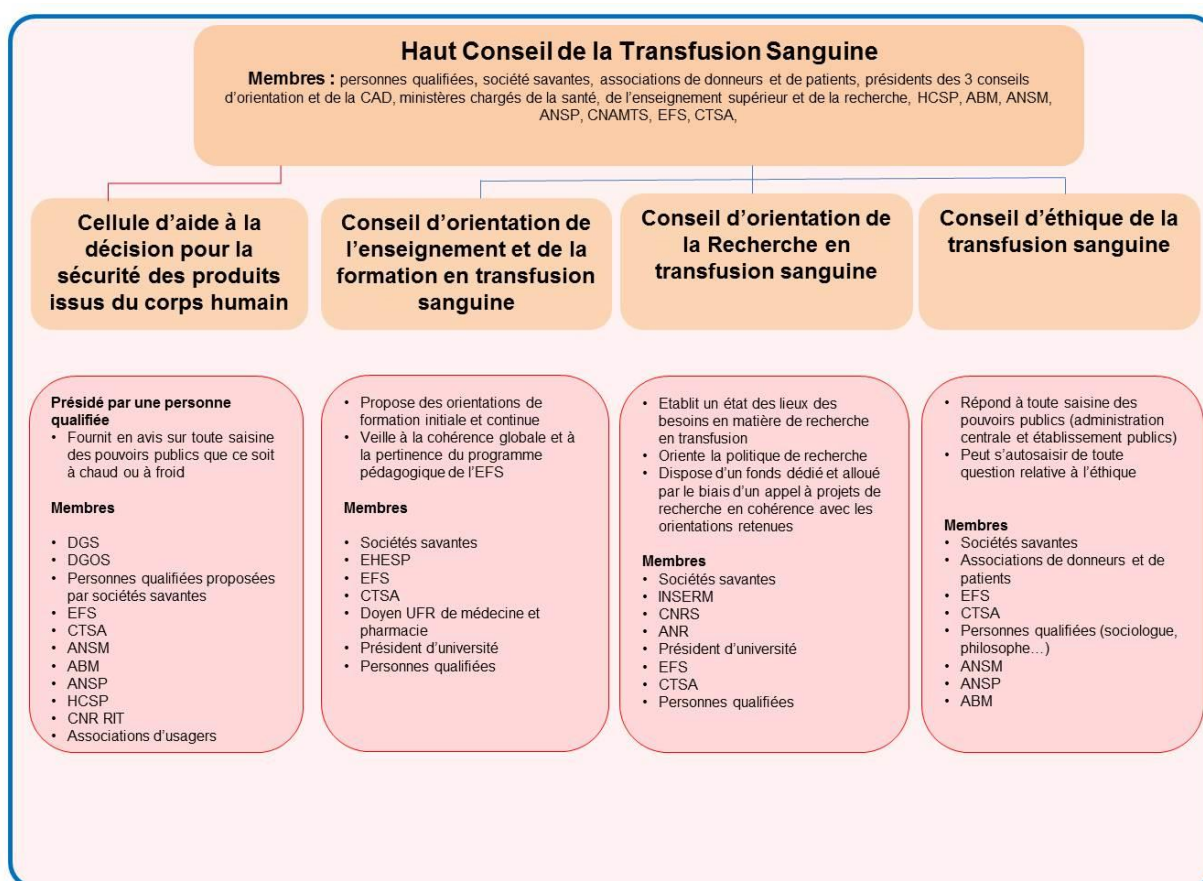 Haut Conseil de la Transfusion Sanguine
Membres : personnes qualifiées, société savantes, associations de donneurs et de patients, présidents des 3 conseils
d'orientation et de la CAD, ministères chargés de la santé, de l'enseignement supérieur et de la recherche, HCSP, ABM, ANSM,
ANSP, CNAMTS, EFS, CTSA,
Cellule d'aide à la
décision pour la
sécurité des produits
issus du corps humain
Conseil d'orientation de
l'enseignement et de la
formation en transfusion
sanguine
Conseil d'orientation de
la Recherche en
transfusion sanguine
Conseil d'éthique de la
transfusion sanguine
Présidé par une personne
qualifiée
• Fournit en avis sur toute saisine
des pouvoirs publics que ce soit
à chaud ou à froid
Membres
• DGS
• DGOS
• Personnes qualifiées proposées
par sociétés savantes
• EFS
• CTSA
• ANSM
• ABM
• ANSP
• HCSP
• CNR RIT
• Associations d'usagers
• Propose des orientations de
formation initiale et continue
• Veille à la cohérence globale et à
la pertinence du programme
pédagogique de l'EFS
Membres
• Sociétés savantes
• EHESP
• EFS
• CTSA
• Doyen UFR de médecine et
pharmacie
• Président d'université
• Personnes qualifiées
• Etablit un état des lieux des
besoins en matière de recherche
en transfusion
• Oriente la politique de recherche
• Dispose d'un fonds dédié et alloué
par le biais d'un appel à projets de
recherche en cohérence avec les
orientations retenues
Membres
• Sociétés savantes
• INSERM
• CNRS
• ANR
• Président d'université
• EFS
• CTSA
• Personnes qualifiées
• Répond à toute saisine des
pouvoirs publics (administration
centrale et établissement publics)
• Peut s'autosaisir de toute
question relative à l'éthique
Membres
• Sociétés savantes
• Associations de donneurs et de
patients
• EFS
• CTSA
• Personnes qualifiées (sociologue,
philosophe…)
• ANSM
• ANSP
• ABM